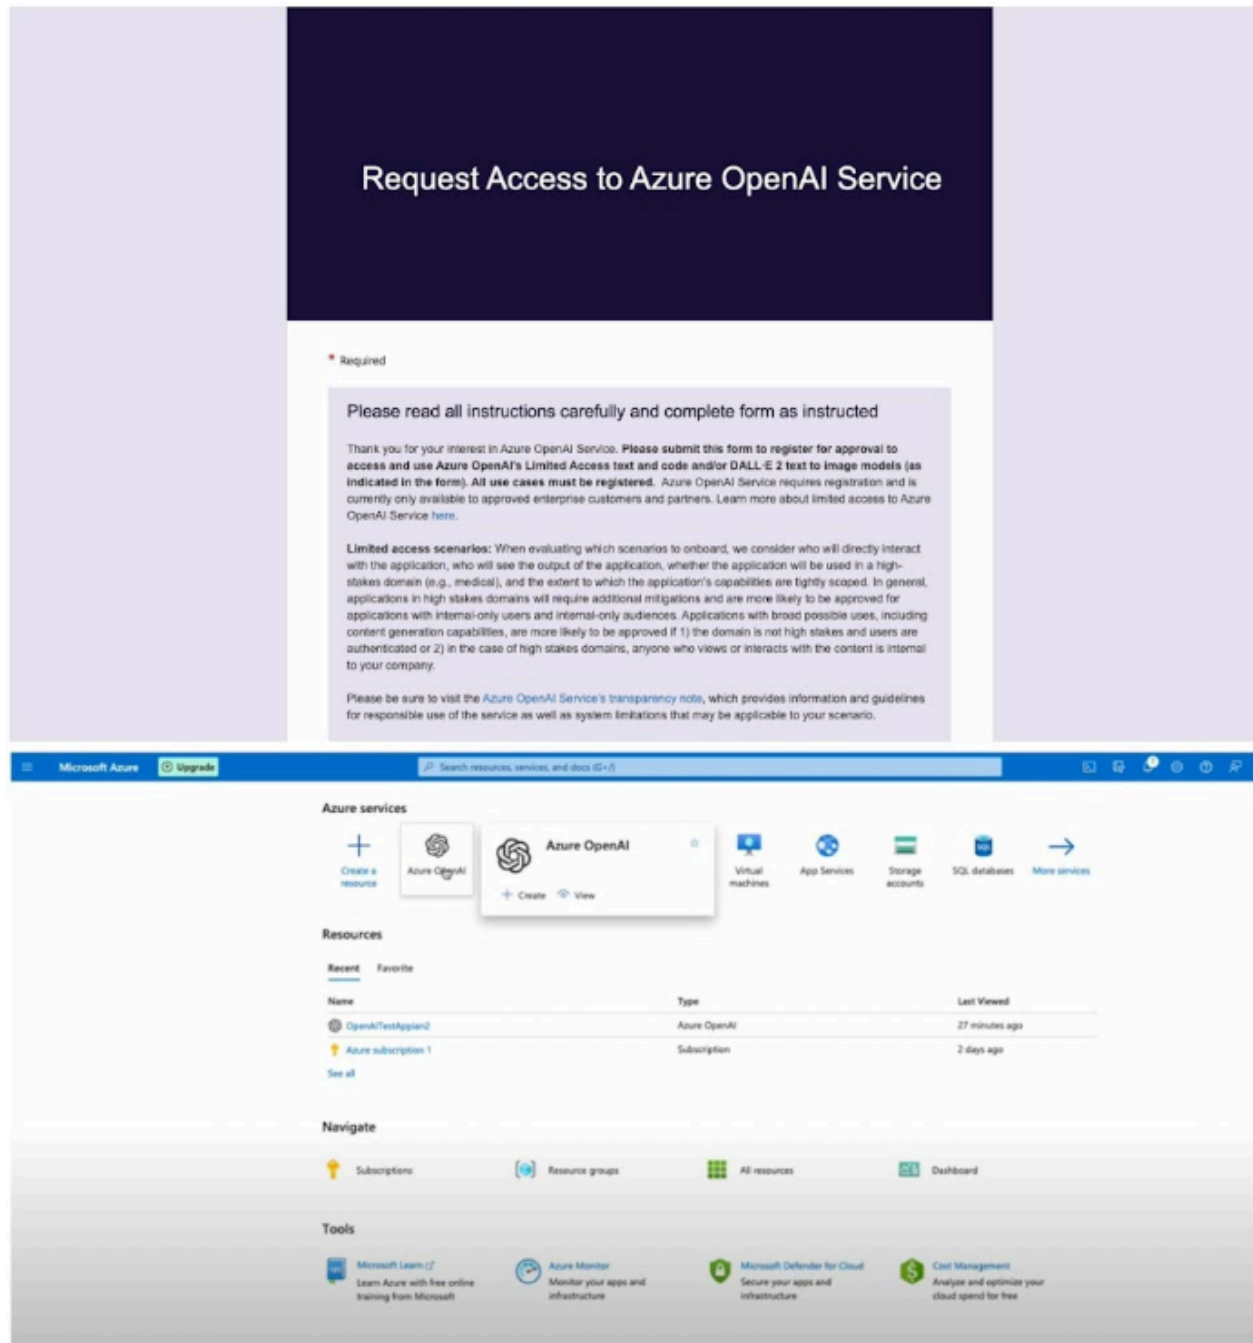 Request Access to Azure OpenAI Service
* Required
Please read all instructions carefully and complete form as instructed
Thank you for your interest in Azure OpenAI Service. Please submit this form to register for approval to
access and use Azure OpenAI's Limited Access text and code and/or DALL·E 2 text to image models (as
indicated in the form). All use cases must be registered. Azure OpenAI Service requires registration and is
currently only available to approved enterprise customers and partners. Learn more about limited access to Azure
OpenAI Service here.
Limited access scenarios: When evaluating which scenarios to onboard, we consider who will directly interact
with the application, who will see the output of the application, whether the application will be used in a high-
stakes domain (e.g., medical), and the extent to which the application's capabilities are tightly scoped. In general,
applications in high stakes domains will require additional mitigations and are more likely to be approved for
applications with internal-only users and internal-only audiences. Applications with broad possible uses, including
content generation capabilities, are more likely to be approved if 1) the domain is not high stakes and users are
authenticated or 2) in the case of high stakes domains, anyone who views or interacts with the content is internal
to your company.
Please be sure to visit the Azure OpenAI Service's transparency note, which provides information and guidelines
for responsible use of the service as well as system limitations that may be applicable to your scenario.
Microsoft Azure Upgrade Search resources, services, and docs (G+/) 1
Azure services
Create a
resource
Azure OpenAI
Azure OpenAI
+ Create View
Virtual
machines
App Services
Storage
accounts
SQL databases
More services
Resources
Recent Favorite
Name Type Last Viewed
OpenAITestAppian2 Azure OpenAI 27 minutes ago
Azure subscription 1 Subscription 2 days ago
See all
Navigate
Subscriptions Resource groups All resources Dashboard
Tools
Microsoft Learn
Learn Azure with free online
training from Microsoft
Azure Monitor
Monitor your apps and
infrastructure
Microsoft Defender for Cloud
Secure your apps and
infrastructure
Cost Management
Analyze and optimize your
cloud spend for free